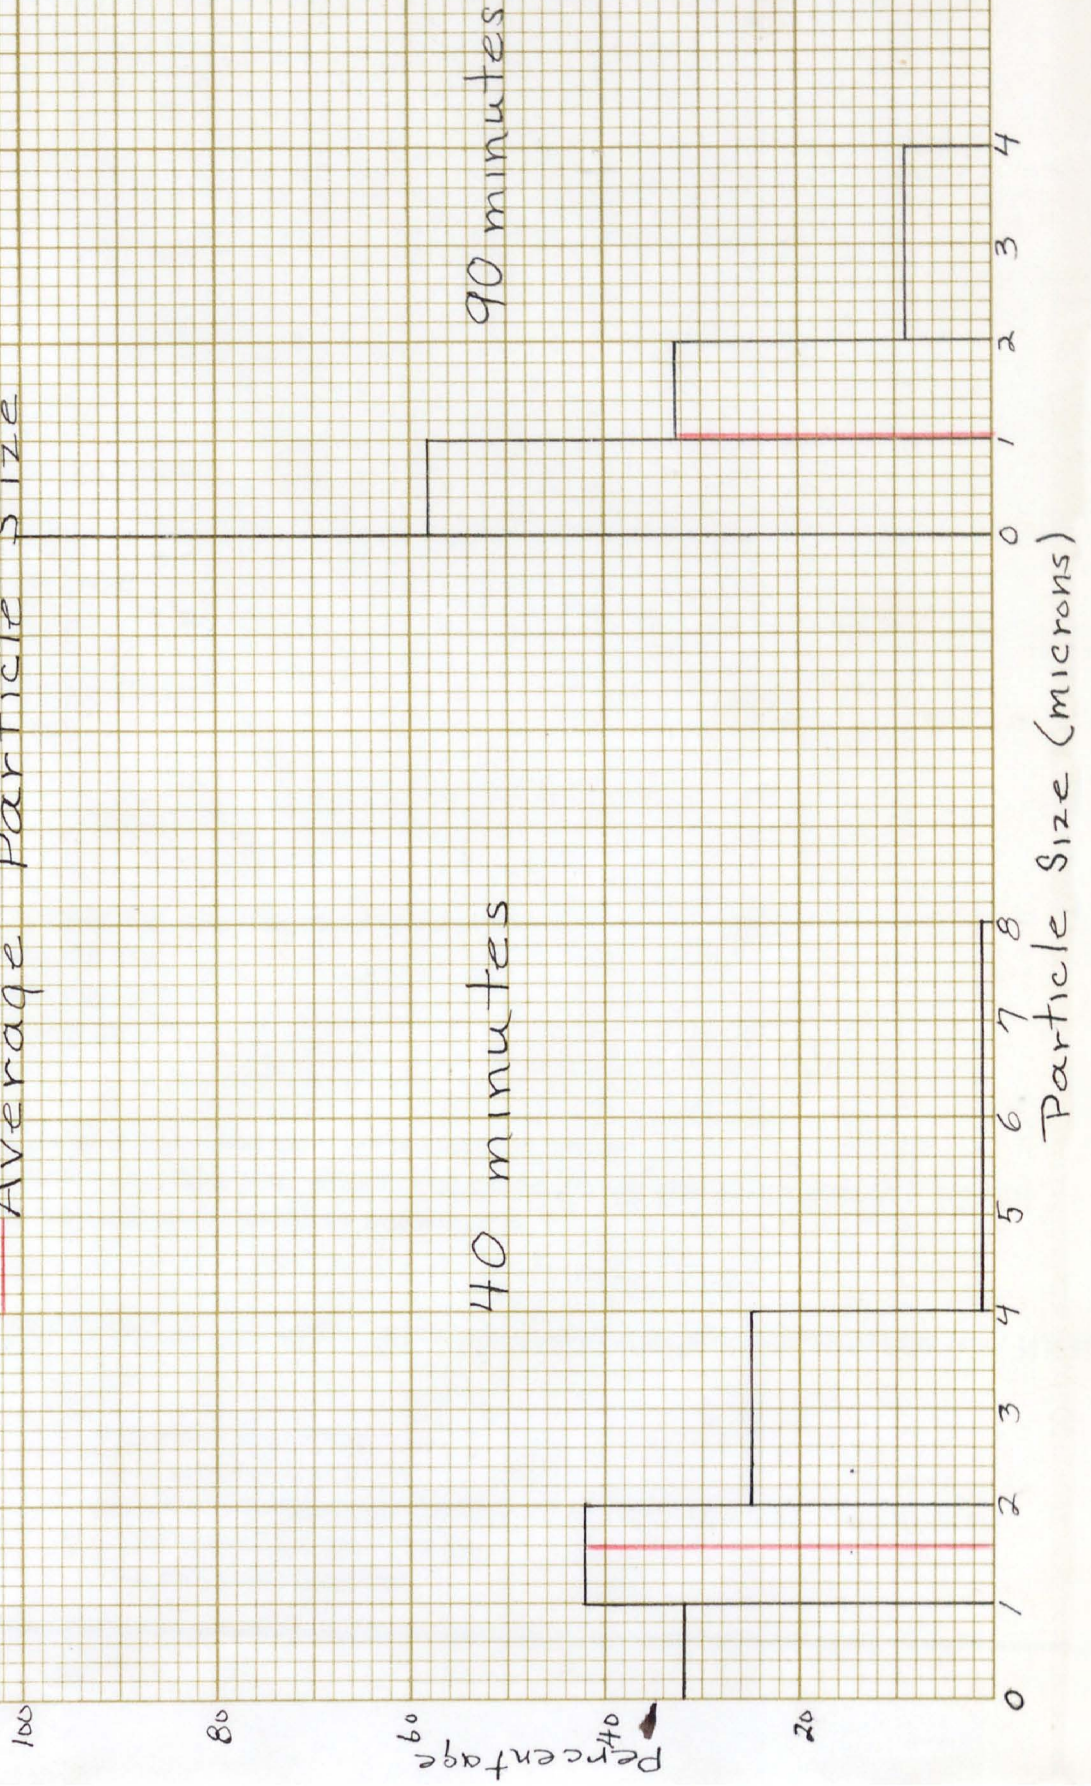 Average Particle Size
40 minutes
90 minutes
Percentage
100
80
60
40
20
0 1 2 3 4 5 6 7 8
0 1 2 3 4
Particle Size (microns)